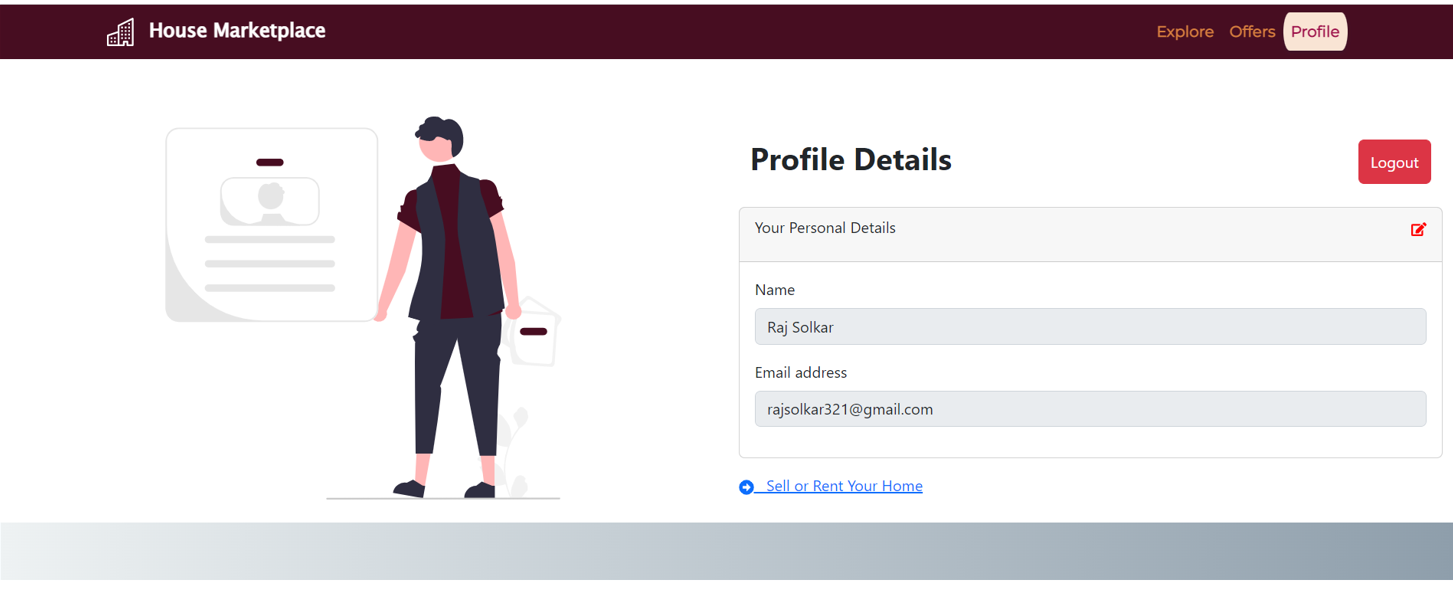 House Marketplace
Explore Offers Profile
Profile Details
Logout
Your Personal Details
Name
Raj Solkar
Email address
rajsolkar321@gmail.com
Sell or Rent Your Home